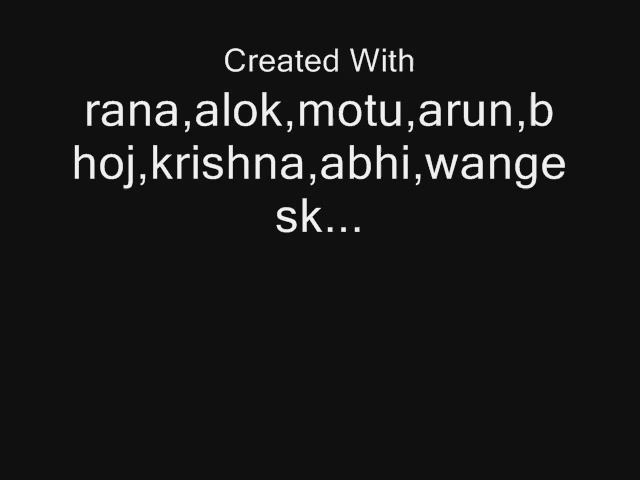 Created With
rana,alok,motu,arun,b
hoj,krishna,abhi,wange
sk...